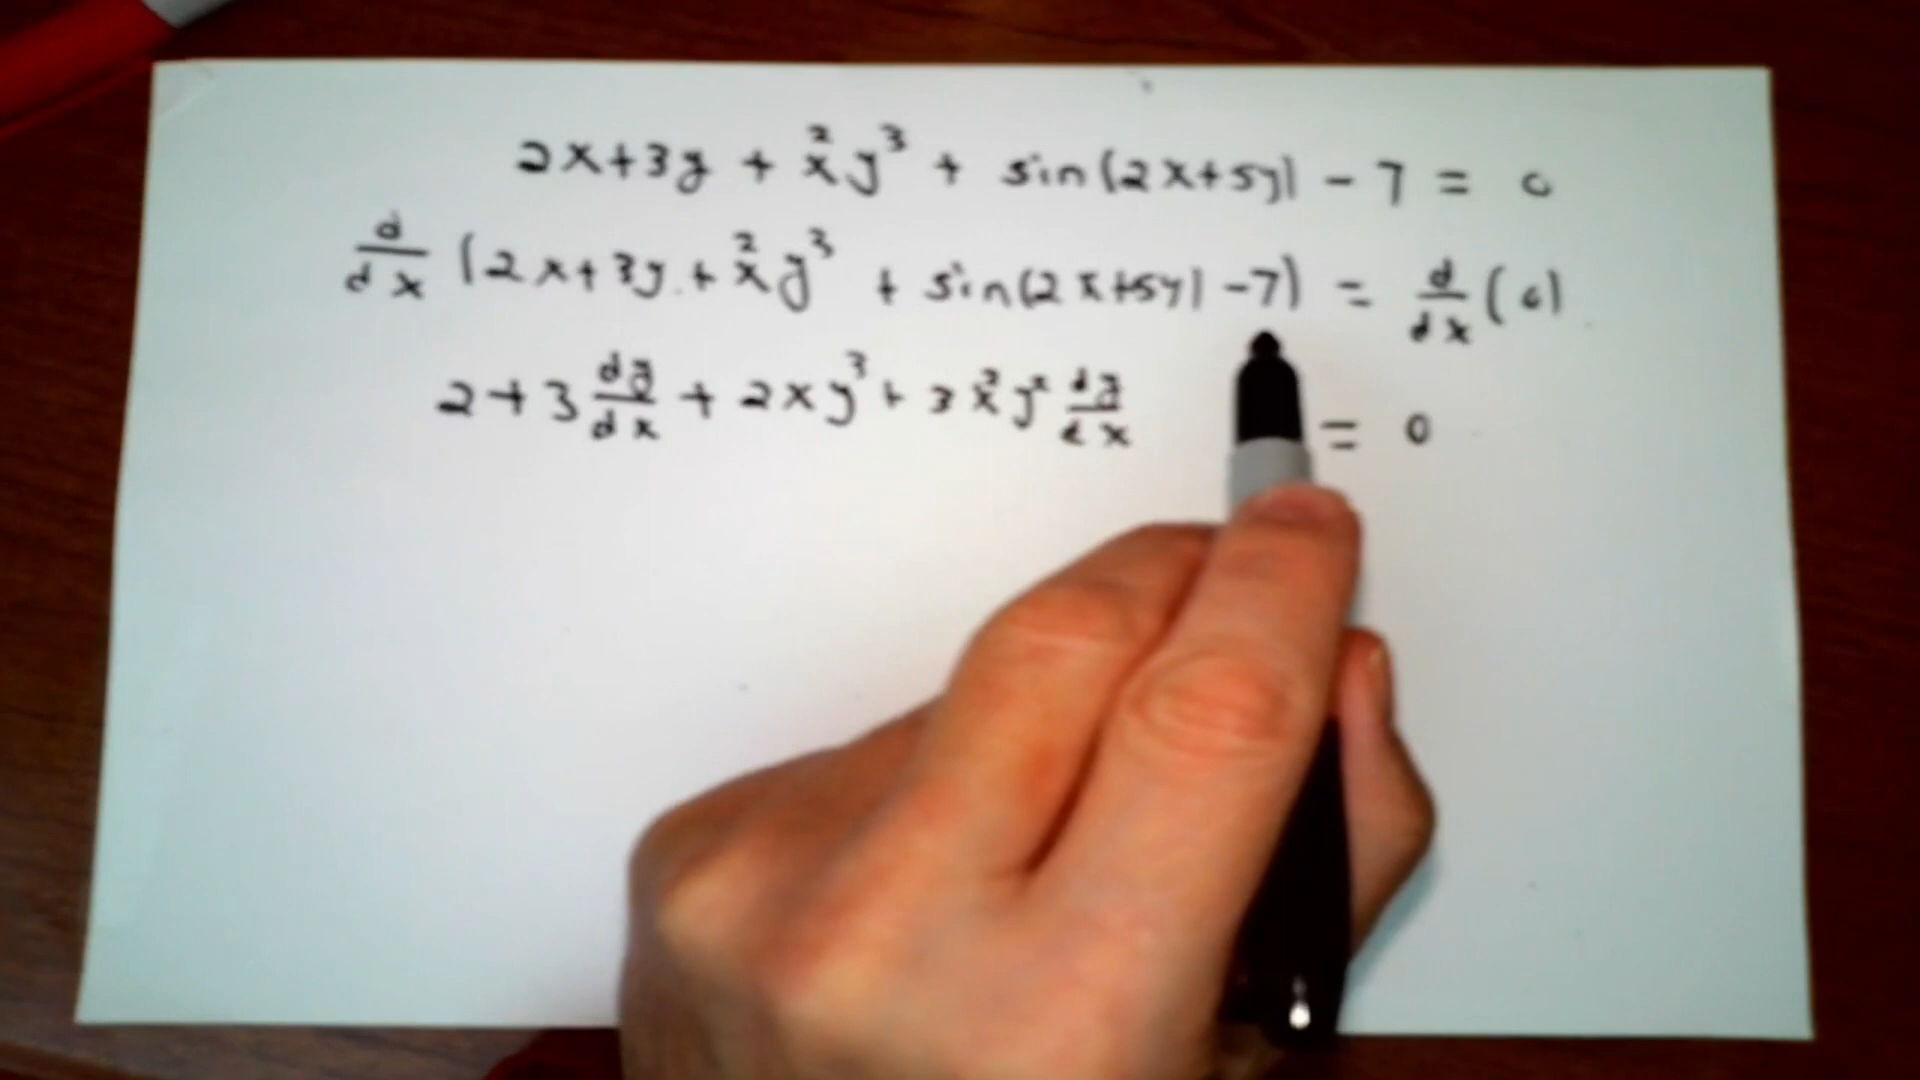 2x+3y + x²y³ + sin(2x+5y) - 7 = 0
d/dx (2x+3y + x²y³ + sin(2x+5y) - 7) = d/dx (0)
2+3 dy/dx + 2xy³ + 3x²y² dy/dx = 0